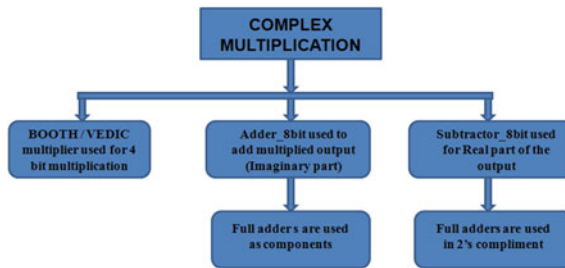 COMPLEX
MULTIPLICATION
BOOTH / VEDIC
multiplier used for 4
bit multiplication
Adder_8bit used to
add multiplied output
(Imaginary part)
Subtractor_8bit used
for Real part of the
output
Full adder s are used
as components
Full adders are used
in 2's compliment